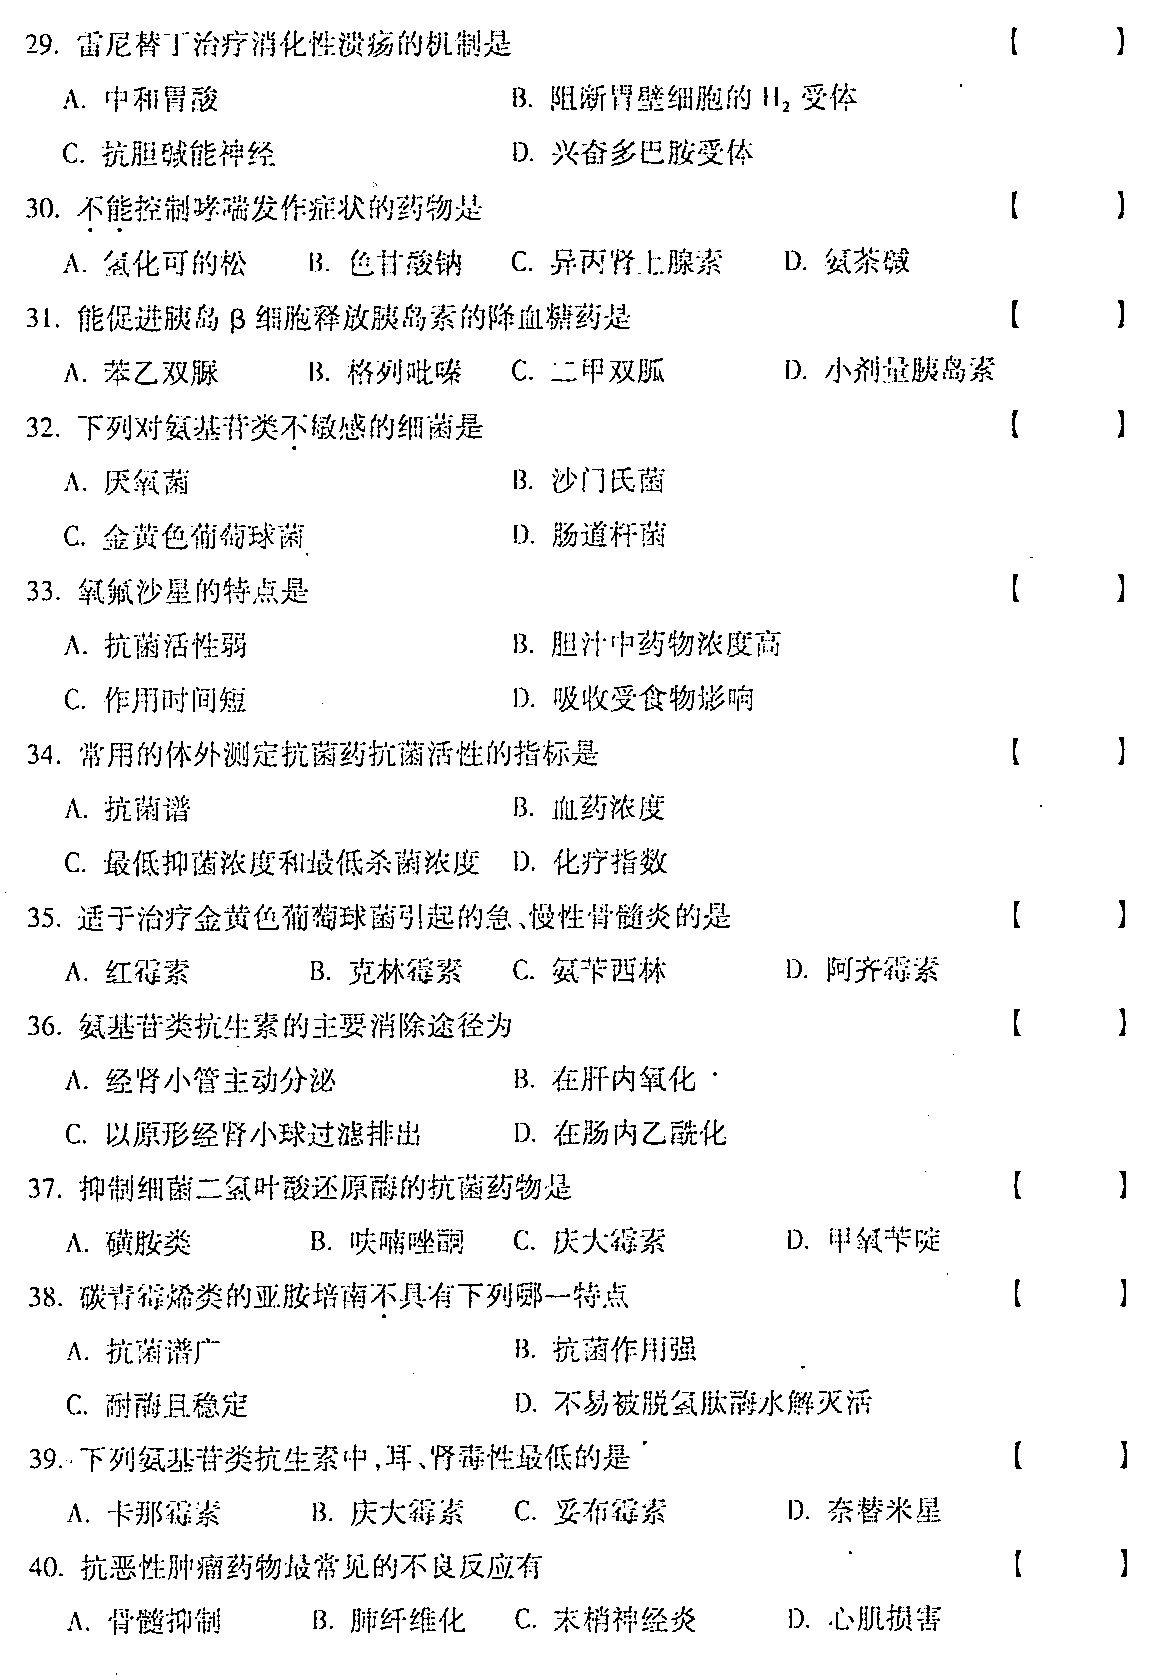 29. 雷尼替丁治疗消化性溃疡的机制是 【 】
A. 中和胃酸 B. 阻断胃壁细胞的 H₂ 受体
C. 抗胆碱能神经 D. 兴奋多巴胺受体
30. 不能控制哮喘发作症状的药物是 【 】
A. 氢化可的松 B. 色甘酸钠 C. 异丙肾上腺素 D. 氨茶碱
31. 能促进胰岛 β 细胞释放胰岛素的降血糖药是 【 】
A. 苯乙双脲 B. 格列吡嗪 C. 二甲双胍 D. 小剂量胰岛素
32. 下列对氨基苷类不敏感的细菌是 【 】
A. 厌氧菌 B. 沙门氏菌
C. 金黄色葡萄球菌 D. 肠道杆菌
33. 氧氟沙星的特点是 【 】
A. 抗菌活性弱 B. 胆汁中药物浓度高
C. 作用时间短 D. 吸收受食物影响
34. 常用的体外测定抗菌药抗菌活性的指标是 【 】
A. 抗菌谱 B. 血药浓度
C. 最低抑菌浓度和最低杀菌浓度 D. 化疗指数
35. 适于治疗金黄色葡萄球菌引起的急、慢性骨髓炎的是 【 】
A. 红霉素 B. 克林霉素 C. 氨苄西林 D. 阿齐霉素
36. 氨基苷类抗生素的主要消除途径为 【 】
A. 经肾小管主动分泌 B. 在肝内氧化
C. 以原形经肾小球过滤排出 D. 在肠内乙酰化
37. 抑制细菌二氢叶酸还原酶的抗菌药物是 【 】
A. 磺胺类 B. 呋喃唑酮 C. 庆大霉素 D. 甲氧苄啶
38. 碳青霉烯类的亚胺培南不具有下列哪一特点 【 】
A. 抗菌谱广 B. 抗菌作用强
C. 耐酶且稳定 D. 不易被脱氢肽酶水解灭活
39. 下列氨基苷类抗生素中,耳、肾毒性最低的是 【 】
A. 卡那霉素 B. 庆大霉素 C. 妥布霉素 D. 奈替米星
40. 抗恶性肿瘤药物最常见的不良反应有 【 】
A. 骨髓抑制 B. 肺纤维化 C. 末梢神经炎 D. 心肌损害